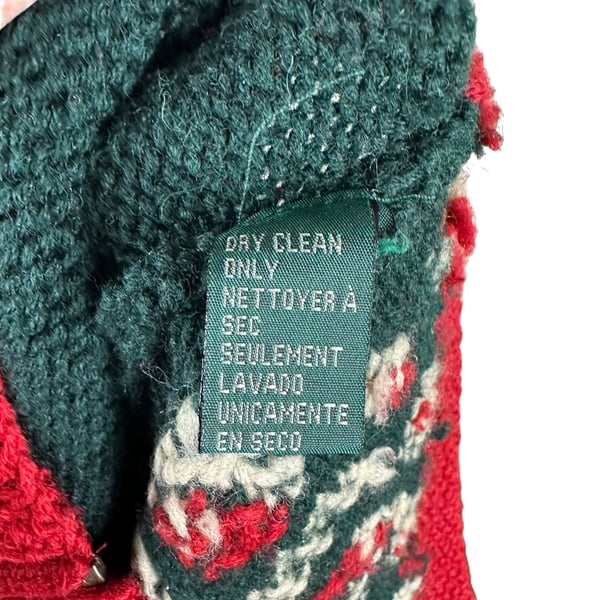 DRY CLEAN
ONLY
NETTOYER À
SEC
SEULEMENT
LAVADO
UNICAMENTE
EN SECO